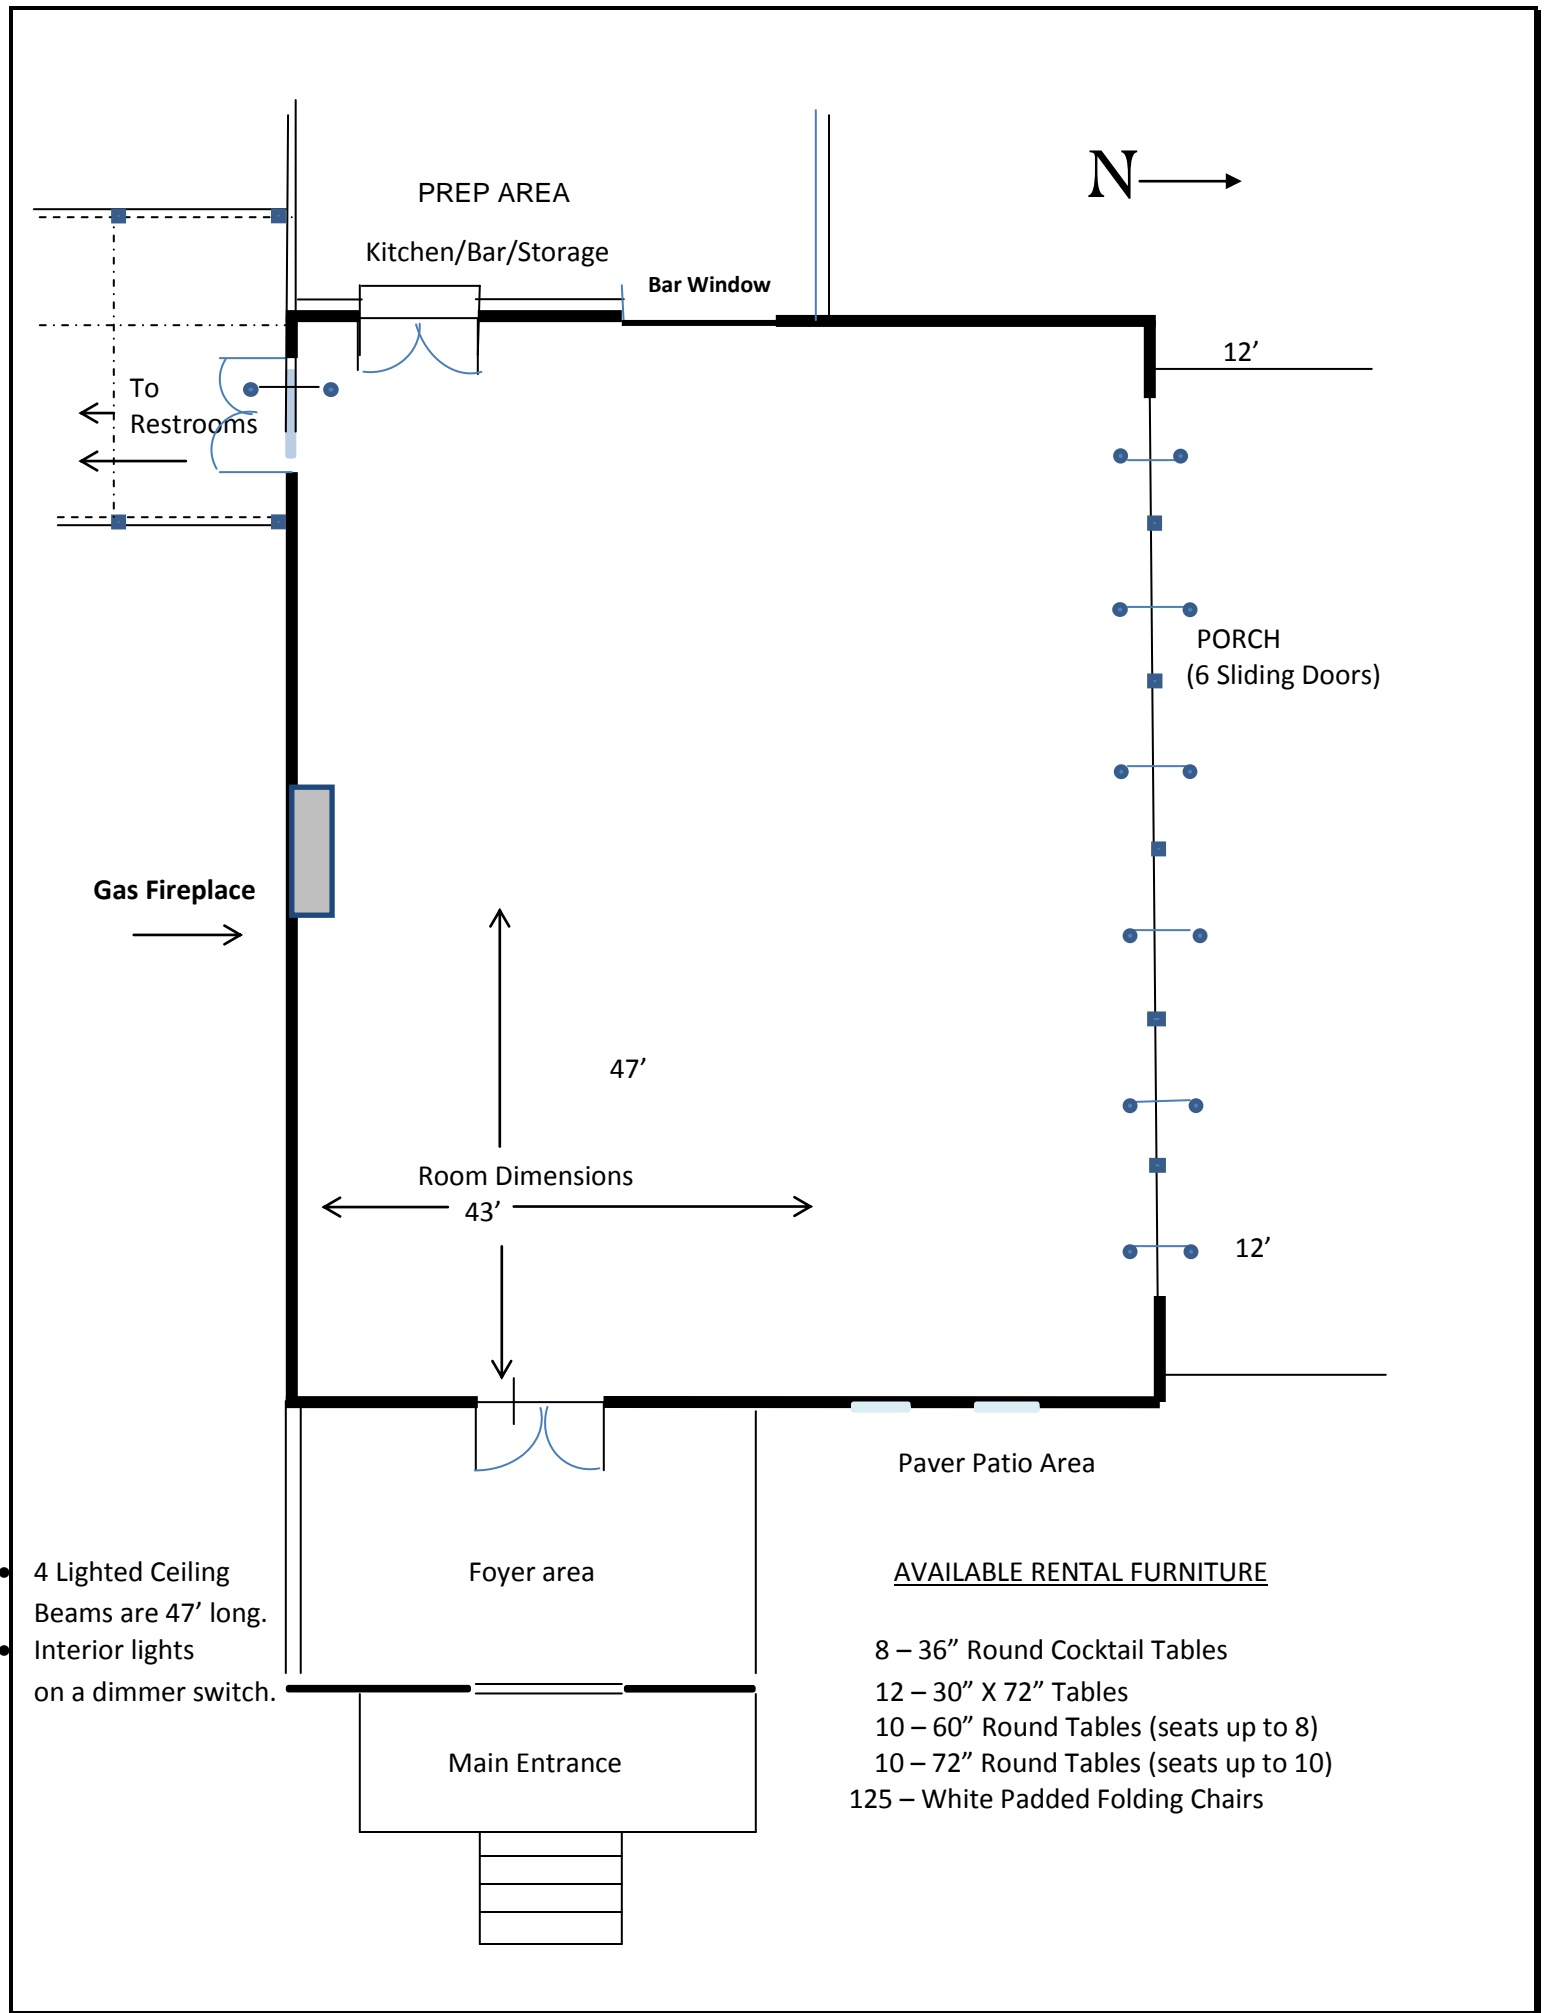 N
PREP AREA
Kitchen/Bar/Storage
Bar Window
12’
To
Restrooms
PORCH
(6 Sliding Doors)
Gas Fireplace
47’
Room Dimensions
43’
12’
Paver Patio Area
• 4 Lighted Ceiling
Beams are 47’ long.
• Interior lights
on a dimmer switch.
Foyer area
Main Entrance
AVAILABLE RENTAL FURNITURE
8 – 36” Round Cocktail Tables
12 – 30” X 72” Tables
10 – 60” Round Tables (seats up to 8)
10 – 72” Round Tables (seats up to 10)
125 – White Padded Folding Chairs